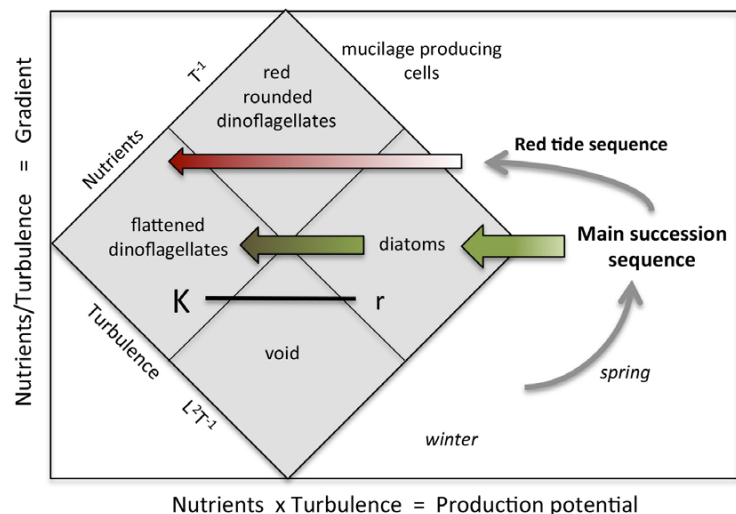 mucilage producing
cells
T⁻¹
red
rounded
dinoflagellates
Nutrients
Red tide sequence
flattened
dinoflagellates
diatoms
Main succession
sequence
K
r
Turbulence
void
spring
L²T⁻¹
winter
Nutrients/Turbulence = Gradient
Nutrients x Turbulence = Production potential